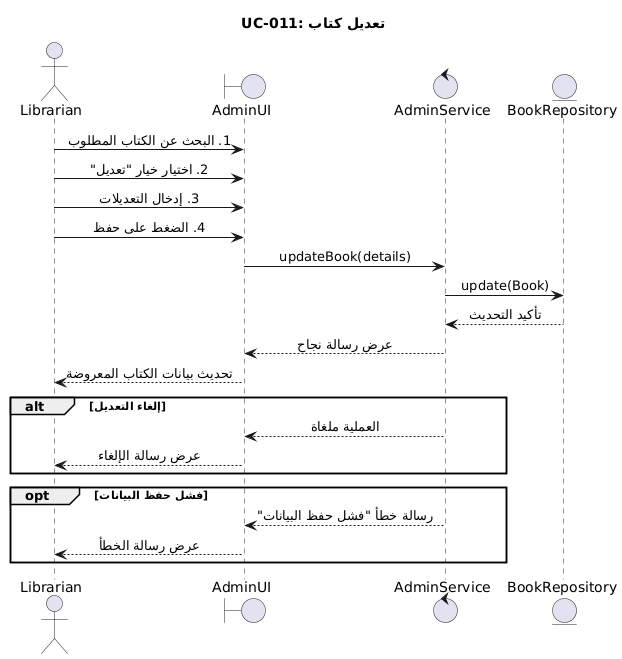 UC-011: تعديل كتاب
Librarian
AdminUI
AdminService
BookRepository
1. البحث عن الكتاب المطلوب
2. اختيار خيار "تعديل"
3. إدخال التعديلات
4. الضغط على حفظ
updateBook(details)
update(Book)
تأكيد التحديث
عرض رسالة نجاح
تحديث بيانات الكتاب المعروضة
alt [إلغاء التعديل]
العملية ملغاة
عرض رسالة الإلغاء
opt [فشل حفظ البيانات]
رسالة خطأ "فشل حفظ البيانات"
عرض رسالة الخطأ
Librarian
AdminUI
AdminService
BookRepository